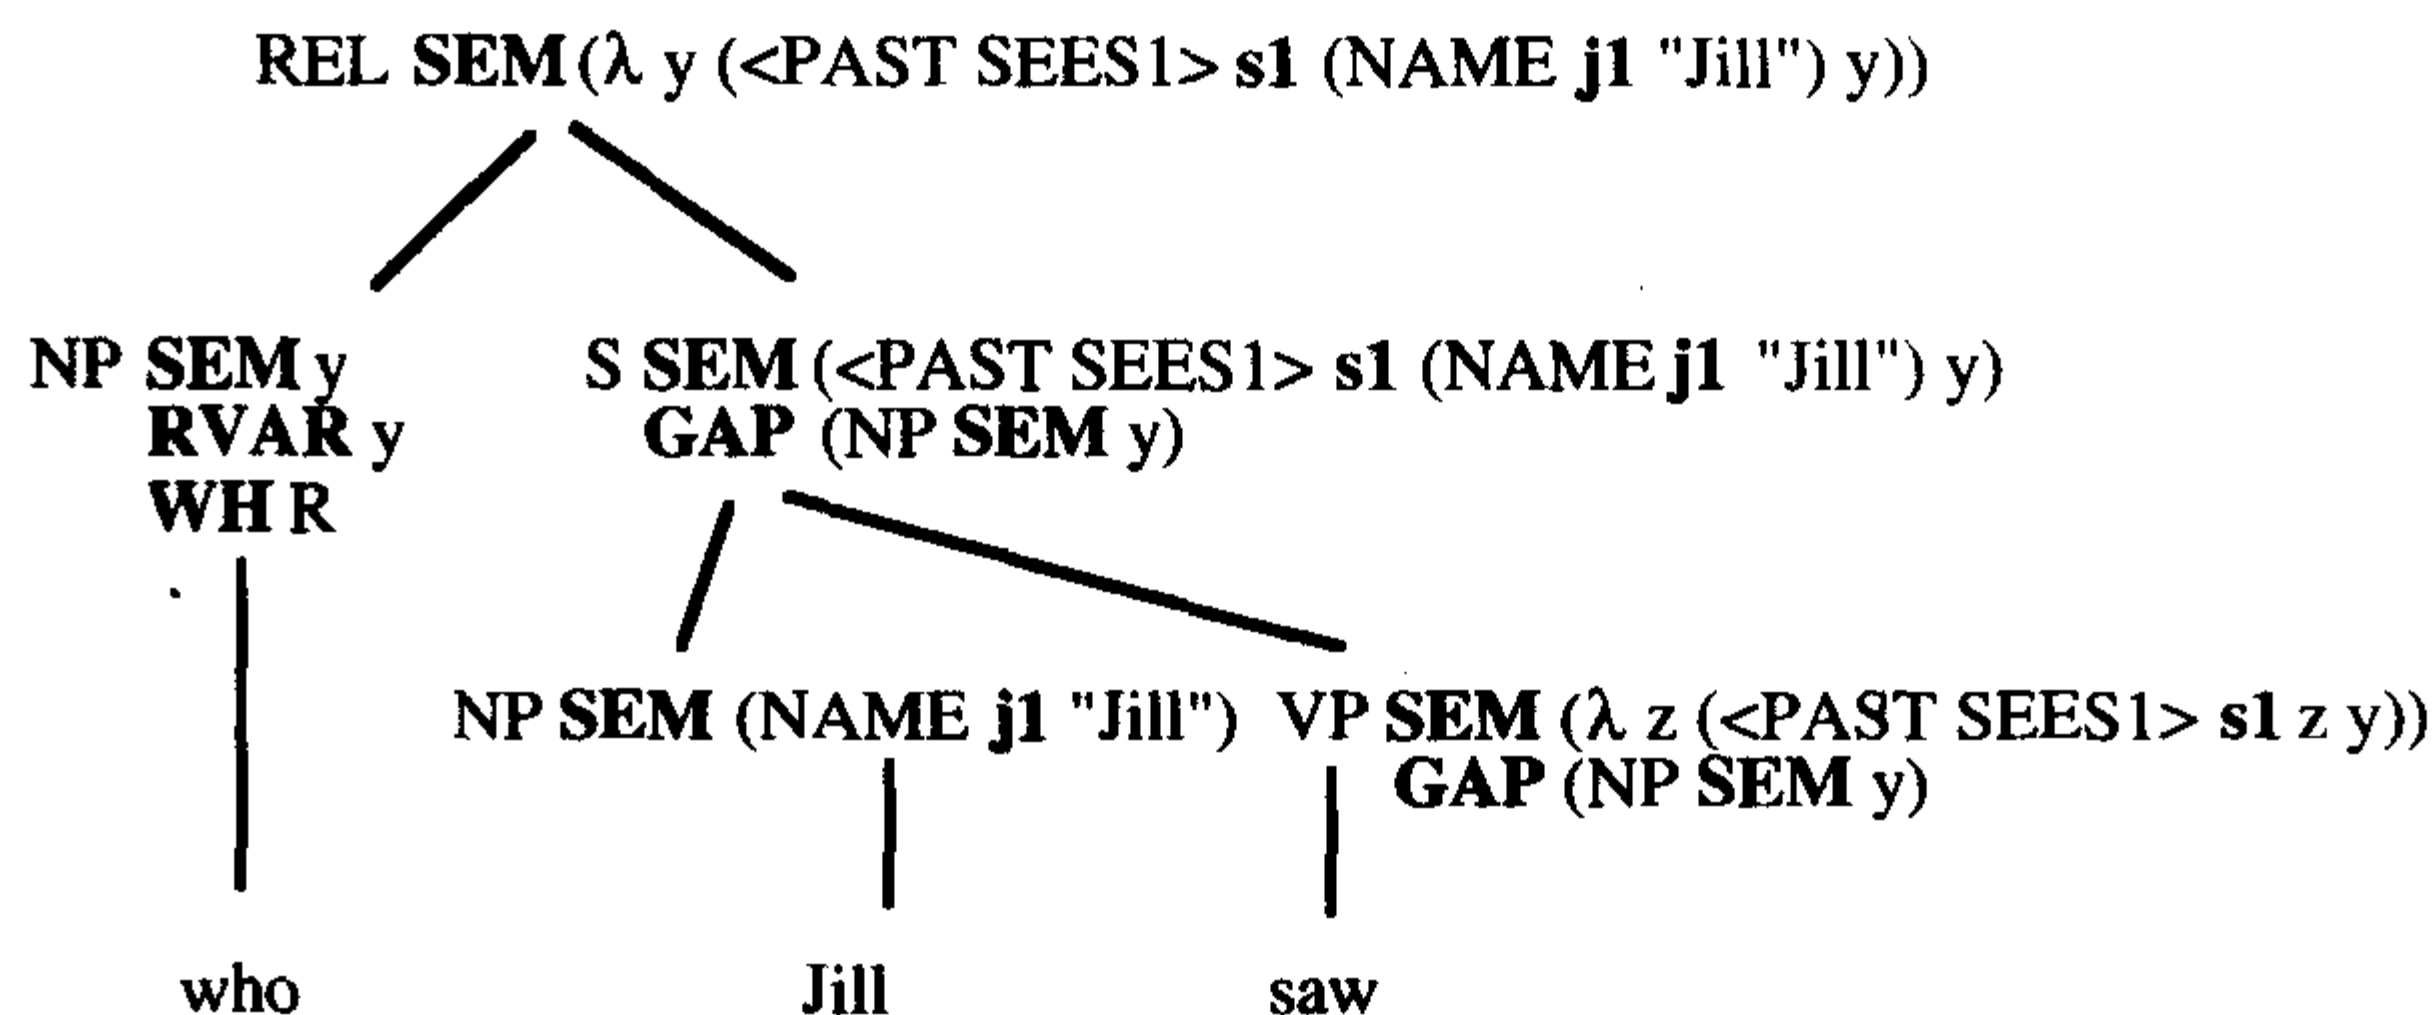 REL SEM (λ y (<PAST SEES1> s1 (NAME j1 "Jill") y))
NP SEM y S SEM (<PAST SEES1> s1 (NAME j1 "Jill") y)
RVAR y GAP (NP SEM y)
WH R
NP SEM (NAME j1 "Jill") VP SEM (λ z (<PAST SEES1> s1 z y))
GAP (NP SEM y)
who Jill saw